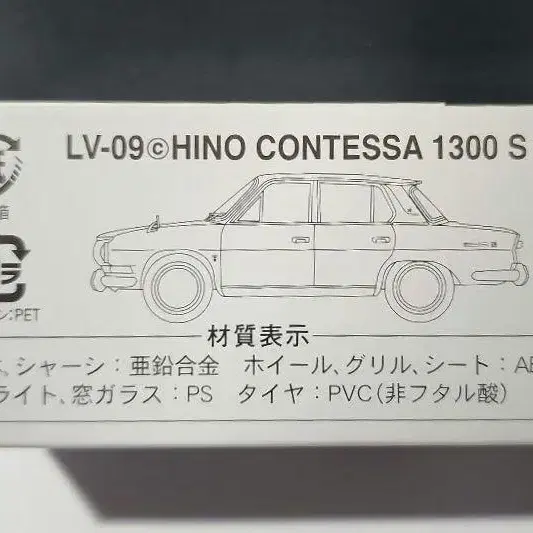 LV-09©HINO CONTESSA 1300 S
箱
ラ
ン:PET
材質表示
、シャーシ：亜鉛合金 ホイール、グリル、シート：AB
ライト、窓ガラス：PS タイヤ：PVC（非フタル酸）